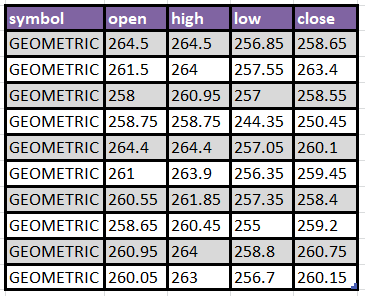 symbol open high low close
GEOMETRIC 264.5 264.5 256.85 258.65
GEOMETRIC 261.5 264 257.55 263.4
GEOMETRIC 258 260.95 257 258.55
GEOMETRIC 258.75 258.75 244.35 250.45
GEOMETRIC 264.4 264.4 257.05 260.1
GEOMETRIC 261 263.9 256.35 259.45
GEOMETRIC 260.55 261.85 257.35 258.4
GEOMETRIC 258.65 260.45 255 259.2
GEOMETRIC 260.95 264 258.8 260.75
GEOMETRIC 260.05 263 256.7 260.15